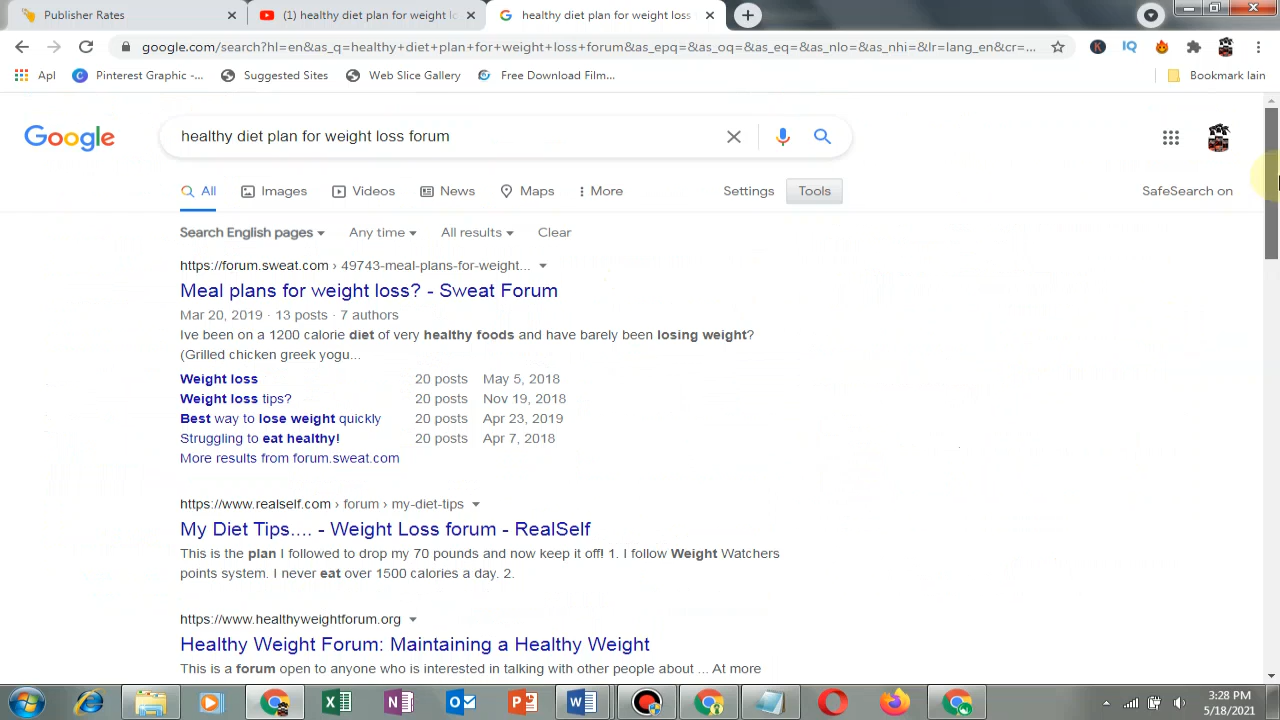 Publisher Rates
(1) healthy diet plan for weight l
healthy diet plan for weight loss
google.com/search?hl=en&as_q=healthy+diet+plan+for+weight+loss+forum&as_epq=&as_oq=&as_eq=&as_nlo=&as_nhi=&lr=lang_en&cr=...
K IQ
Apl Pinterest Graphic -... Suggested Sites Web Slice Gallery Free Download Film... Bookmark lain
Google healthy diet plan for weight loss forum
All Images Videos News Maps More Settings Tools SafeSearch on
Search English pages Any time All results Clear
https://forum.sweat.com › 49743-meal-plans-for-weight...
Meal plans for weight loss? - Sweat Forum
Mar 20, 2019 · 13 posts · 7 authors
Ive been on a 1200 calorie diet of very healthy foods and have barely been losing weight?
(Grilled chicken greek yogu...
Weight loss 20 posts May 5, 2018
Weight loss tips? 20 posts Nov 19, 2018
Best way to lose weight quickly 20 posts Apr 23, 2019
Struggling to eat healthy! 20 posts Apr 7, 2018
More results from forum.sweat.com
https://www.realself.com › forum › my-diet-tips
My Diet Tips.... - Weight Loss forum - RealSelf
This is the plan I followed to drop my 70 pounds and now keep it off! 1. I follow Weight Watchers
points system. I never eat over 1500 calories a day. 2.
https://www.healthyweightforum.org
Healthy Weight Forum: Maintaining a Healthy Weight
This is a forum open to anyone who is interested in talking with other people about ... At more
3:28 PM
5/18/2021